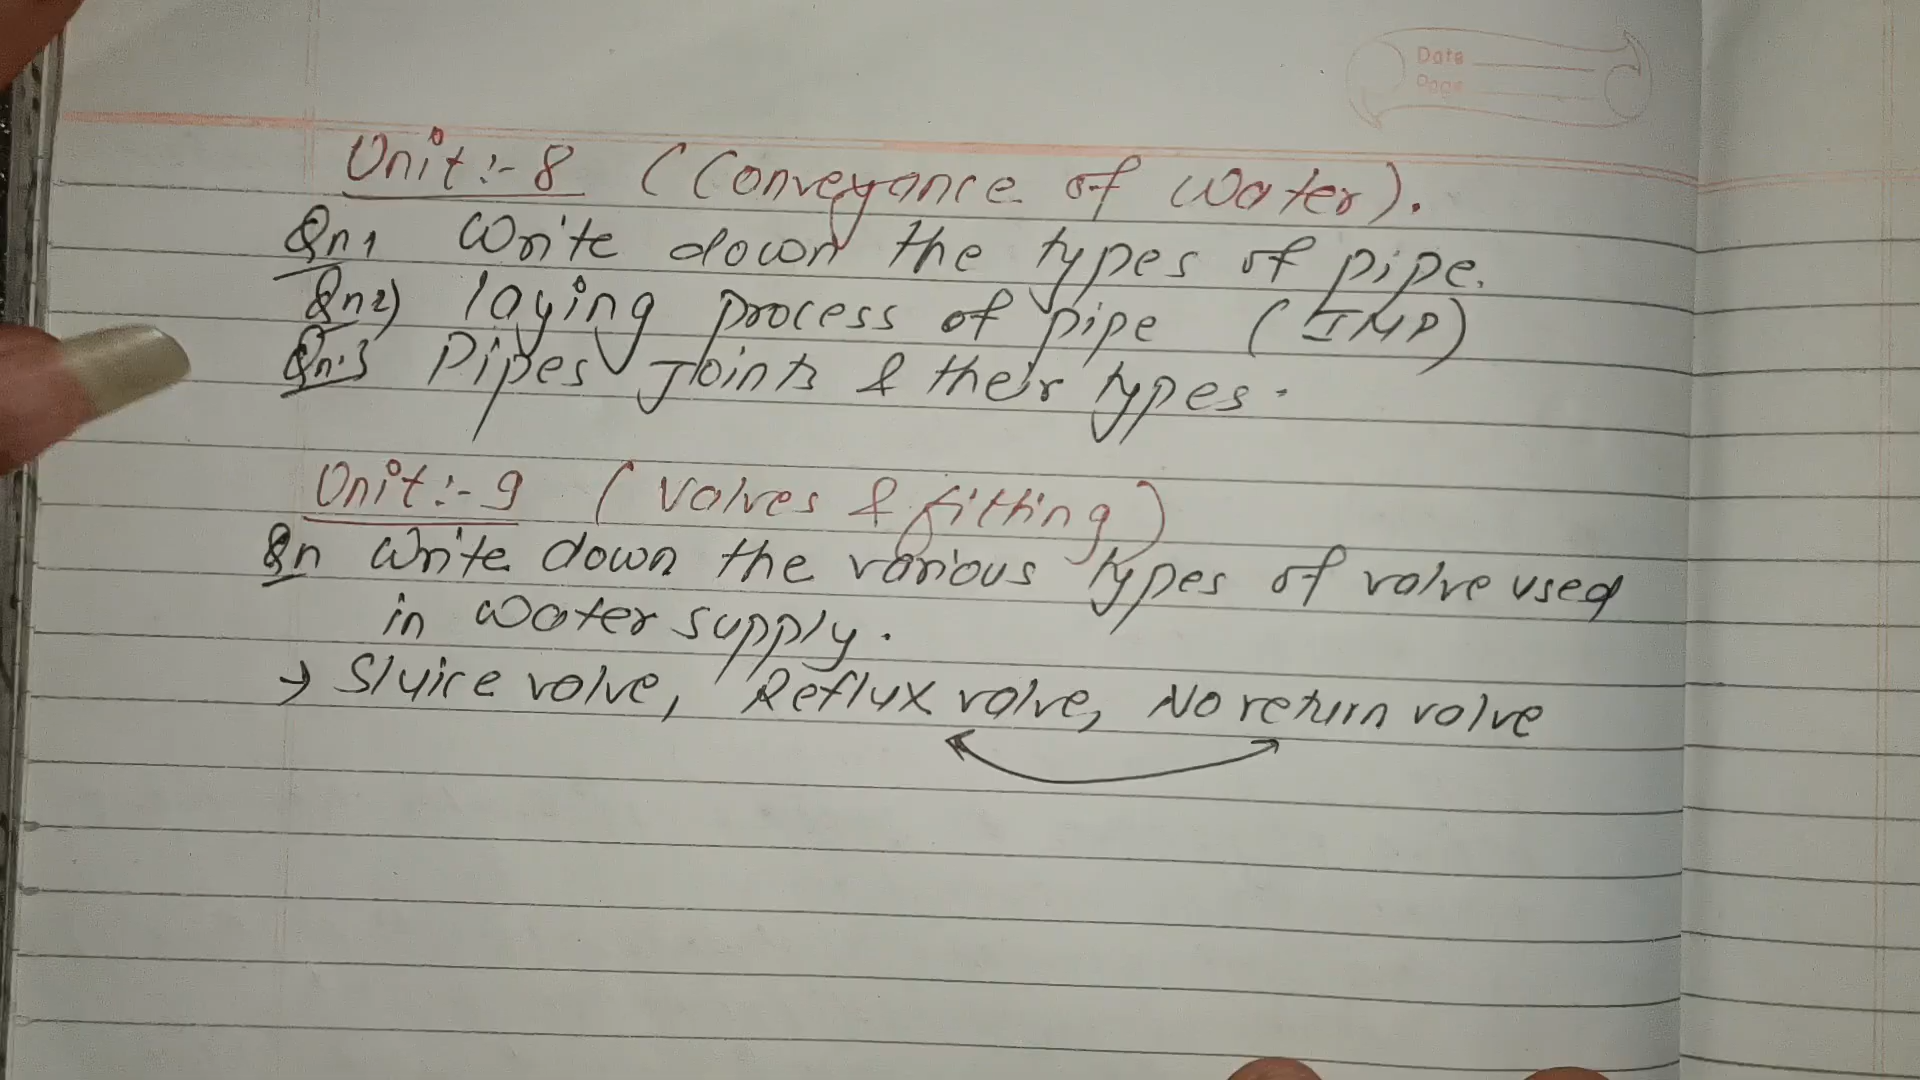 Date
Page
Unit:- 8 (Conveyance of Water).
Qn1 Write down the types of pipe.
Qn2) laying process of pipe (IMP)
Qn.3 Pipes Joints & their types.
Unit:- 9 (Valves & fitting)
Qn Write down the various types of valve used
in Water supply.
→ Sluice valve, Reflux valve, No return valve